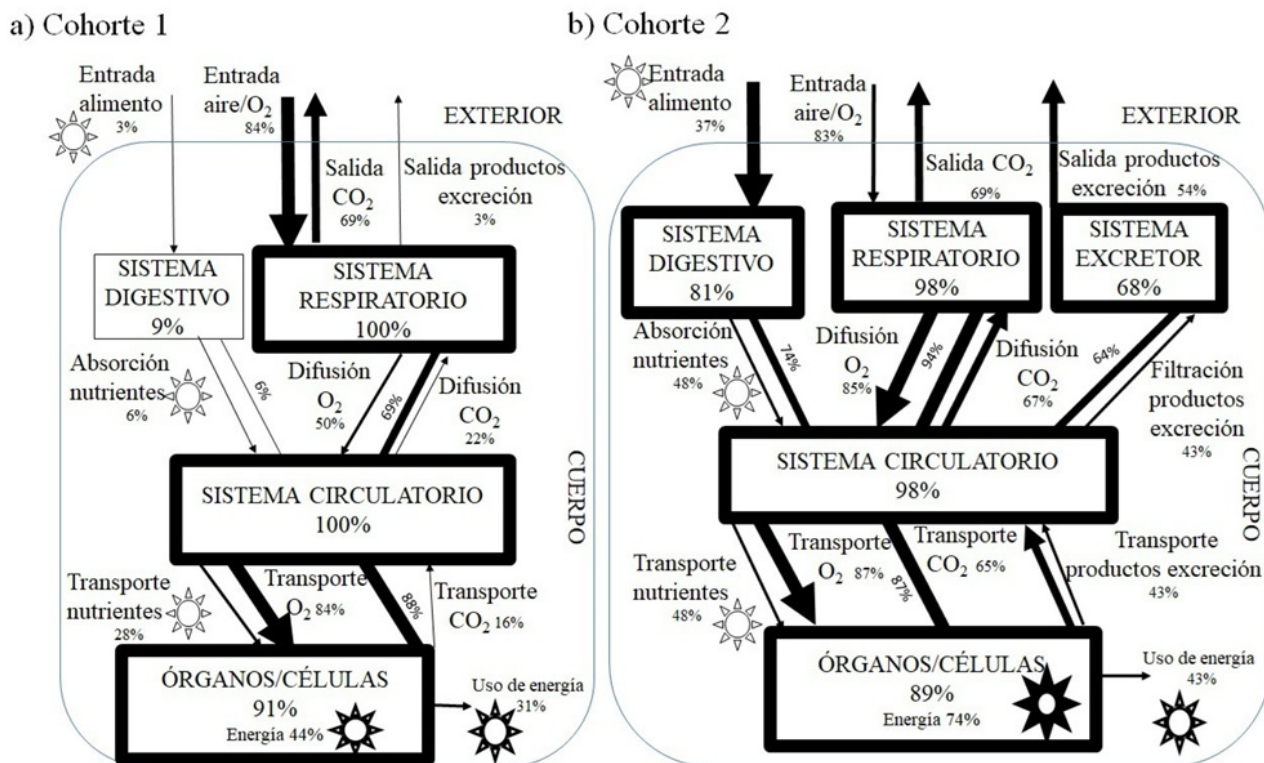 a) Cohorte 1
Entrada
alimento
3%
Entrada
aire/O₂
84%
EXTERIOR
Salida
CO₂
69%
Salida productos
excreción
3%
SISTEMA
DIGESTIVO
9%
SISTEMA
RESPIRATORIO
100%
Absorción
nutrientes
6%
6%
Difusión
O₂
50%
69%
Difusión
CO₂
22%
SISTEMA CIRCULATORIO
100%
CUERPO
Transporte
nutrientes
28%
Transporte
O₂ 84%
88%
Transporte
CO₂ 16%
ÓRGANOS/CÉLULAS
91%
Energía 44%
Uso de energía
31%
b) Cohorte 2
Entrada
alimento
37%
Entrada
aire/O₂
83%
EXTERIOR
Salida CO₂
69%
Salida productos
excreción 54%
SISTEMA
DIGESTIVO
81%
SISTEMA
RESPIRATORIO
98%
SISTEMA
EXCRETOR
68%
Absorción
nutrientes
48%
74%
Difusión
O₂
85%
94%
Difusión
CO₂
67%
64%
Filtración
productos
excreción
43%
SISTEMA CIRCULATORIO
98%
CUERPO
Transporte
nutrientes
48%
Transporte
O₂ 87%
87%
Transporte
CO₂ 65%
Transporte
productos excreción
43%
ÓRGANOS/CÉLULAS
89%
Energía 74%
Uso de energía
43%